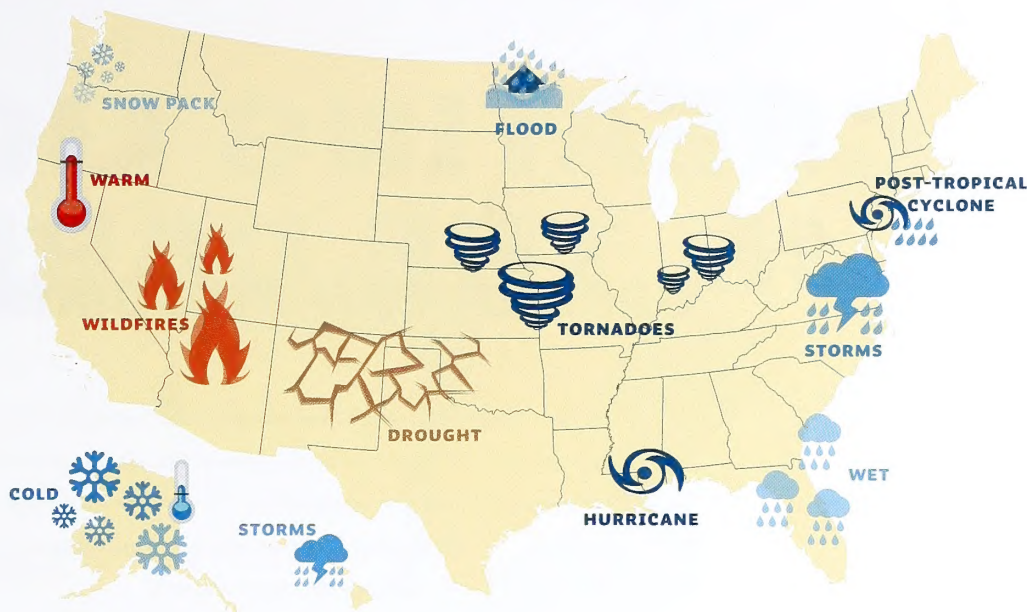 SNOW PACK
FLOOD
WARM
POST-TROPICAL
CYCLONE
WILDFIRES
TORNADOES
STORMS
DROUGHT
WET
COLD
HURRICANE
STORMS